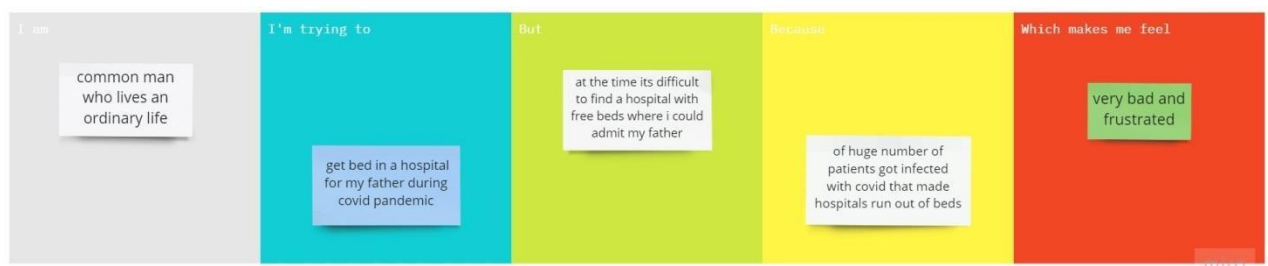 I am
common man
who lives an
ordinary life
I'm trying to
get bed in a hospital
for my father during
covid pandemic
But
at the time its difficult
to find a hospital with
free beds where i could
admit my father
Because
of huge number of
patients got infected
with covid that made
hospitals run out of beds
Which makes me feel
very bad and
frustrated